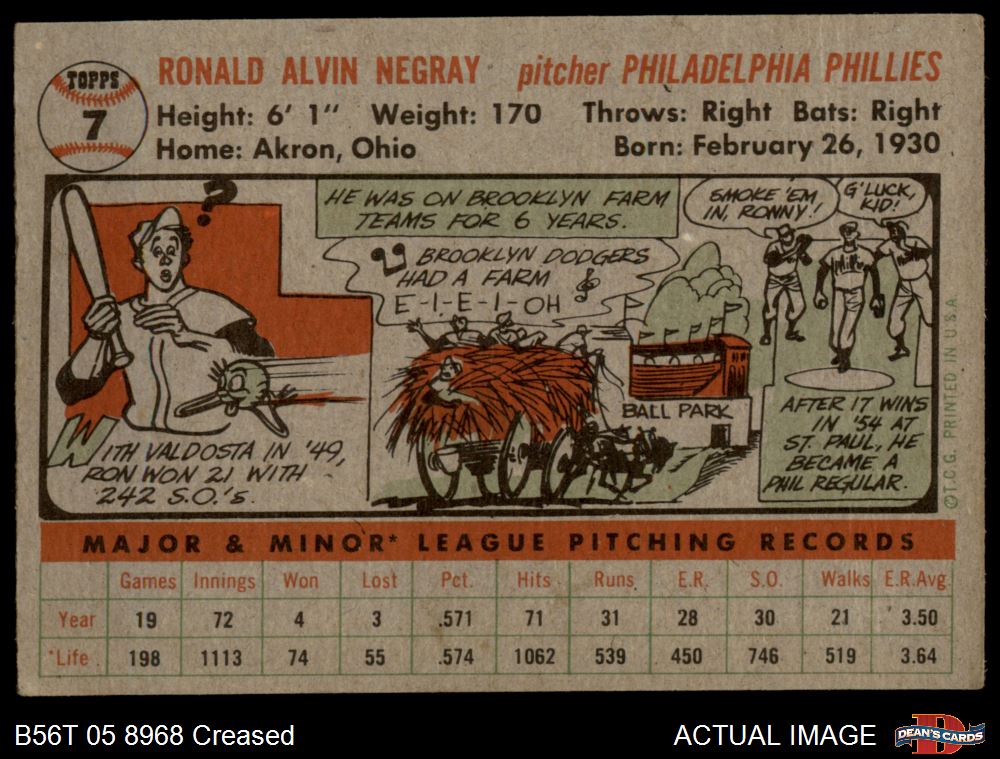 TOPPS
7
RONALD ALVIN NEGRAY pitcher PHILADELPHIA PHILLIES
Height: 6' 1" Weight: 170 Throws: Right Bats: Right
Home: Akron, Ohio Born: February 26, 1930
?
WITH VALDOSTA IN '49,
RON WON 21 WITH
242 S.O.'s.
HE WAS ON BROOKLYN FARM
TEAMS FOR 6 YEARS.
BROOKLYN DODGERS
HAD A FARM
E-I-E-I-OH
BALL PARK
SMOKE 'EM
IN, RONNY!
G'LUCK,
KID!
AFTER 17 WINS
IN '54 AT
ST. PAUL, HE
BECAME A
PHIL REGULAR.
©T.C.G. PRINTED IN U.S.A.
MAJOR & MINOR* LEAGUE PITCHING RECORDS
Games Innings Won Lost Pct. Hits Runs E.R. S.O. Walks E.R.Avg.
Year 19 72 4 3 .571 71 31 28 30 21 3.50
*Life 198 1113 74 55 .574 1062 539 450 746 519 3.64
B56T 05 8968 Creased ACTUAL IMAGE
D
DEAN'S CARDS